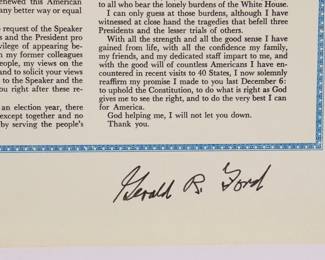 newed this American
any better way or equal
request of the Speaker
s and the President pro
vilege of appearing be-
my former colleagues
people, my views on the
and to solicit your views
to the Speaker and the
ou right after these re-
an election year, there
except together and no
by serving the people's
to all who bear the lonely burdens of the White House.
I can only guess at those burdens, although I have
witnessed at close hand the tragedies that befell three
Presidents and the lesser trials of others.
With all the strength and all the good sense I have
gained from life, with all the confidence my family,
my friends, and my dedicated staff impart to me, and
with the good will of countless Americans I have en-
countered in recent visits to 40 States, I now solemnly
reaffirm my promise I made to you last December 6:
to uphold the Constitution, to do what is right as God
gives me to see the right, and to do the very best I can
for America.
God helping me, I will not let you down.
Thank you.
Gerald R. Ford